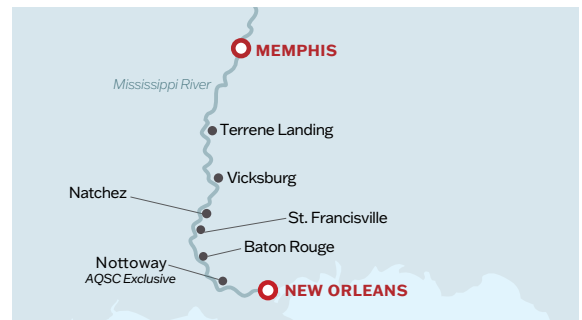 MEMPHIS
Mississippi River
Terrene Landing
Vicksburg
Natchez
St. Francisville
Baton Rouge
Nottoway
AQSC Exclusive
NEW ORLEANS